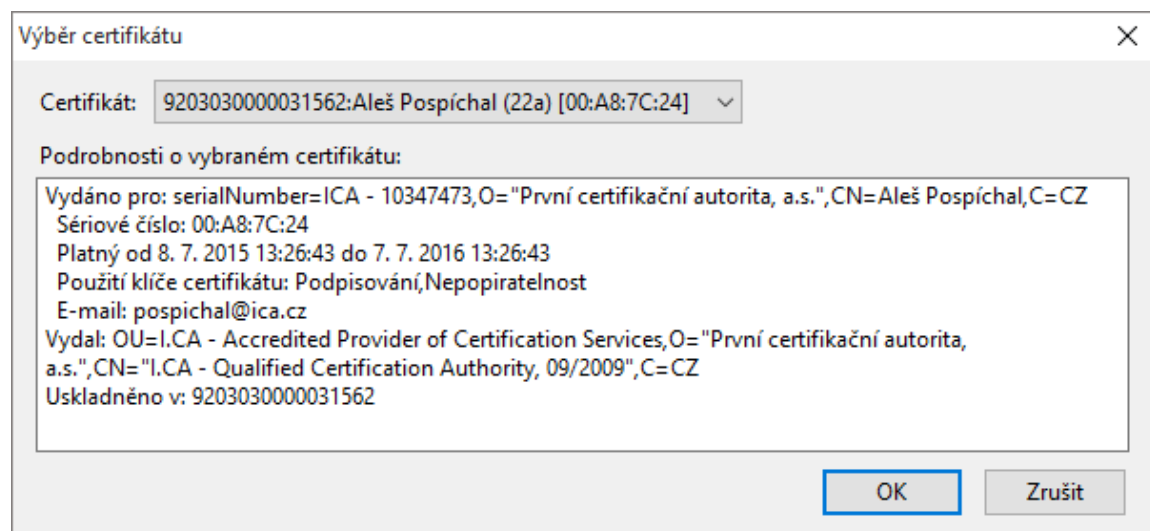 Výběr certifikátu
Certifikát: 9203030000031562:Aleš Pospíchal (22a) [00:A8:7C:24]
Podrobnosti o vybraném certifikátu:
Vydáno pro: serialNumber=ICA - 10347473,O="První certifikační autorita, a.s.",CN=Aleš Pospíchal,C=CZ
Sériové číslo: 00:A8:7C:24
Platný od 8. 7. 2015 13:26:43 do 7. 7. 2016 13:26:43
Použití klíče certifikátu: Podpisování,Nepopiratelnost
E-mail: pospichal@ica.cz
Vydal: OU=I.CA - Accredited Provider of Certification Services,O="První certifikační autorita,
a.s.",CN="I.CA - Qualified Certification Authority, 09/2009",C=CZ
Uskladněno v: 9203030000031562
OK Zrušit